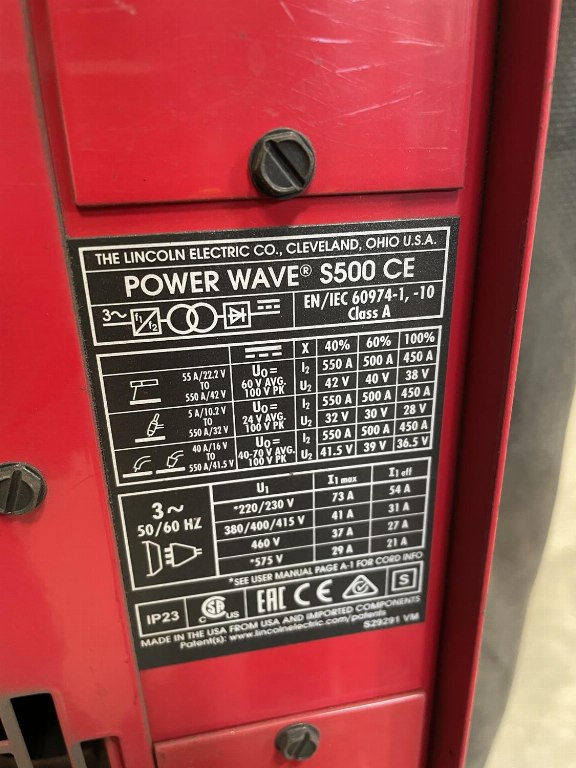 THE LINCOLN ELECTRIC CO., CLEVELAND, OHIO U.S.A.
POWER WAVE® S500 CE
3~ f1 f2
EN/IEC 60974-1, -10
Class A
X 40% 60% 100%
55 A/22.2 V TO 550 A/42 V
U0= 60 V AVG. 100 V PK
I2 550 A 500 A 450 A
U2 42 V 40 V 38 V
5 A/10.2 V TO 550 A/32 V
U0= 24 V AVG. 100 V PK
I2 550 A 500 A 450 A
U2 32 V 30 V 28 V
40 A/16 V TO 550 A/41.5 V
U0= 40-70 V AVG. 100 V PK
I2 550 A 500 A 450 A
U2 41.5 V 39 V 36.5 V
3~
50/60 HZ
U1 I1 max I1 eff
*220/230 V 73 A 54 A
380/400/415 V 41 A 31 A
460 V 37 A 27 A
*575 V 29 A 21 A
*SEE USER MANUAL PAGE A-1 FOR CORD INFO
IP23 C SA US EAC CE S
MADE IN THE USA FROM USA AND IMPORTED COMPONENTS
Patent(s): www.lincolnelectric.com/patents
S29291 VM